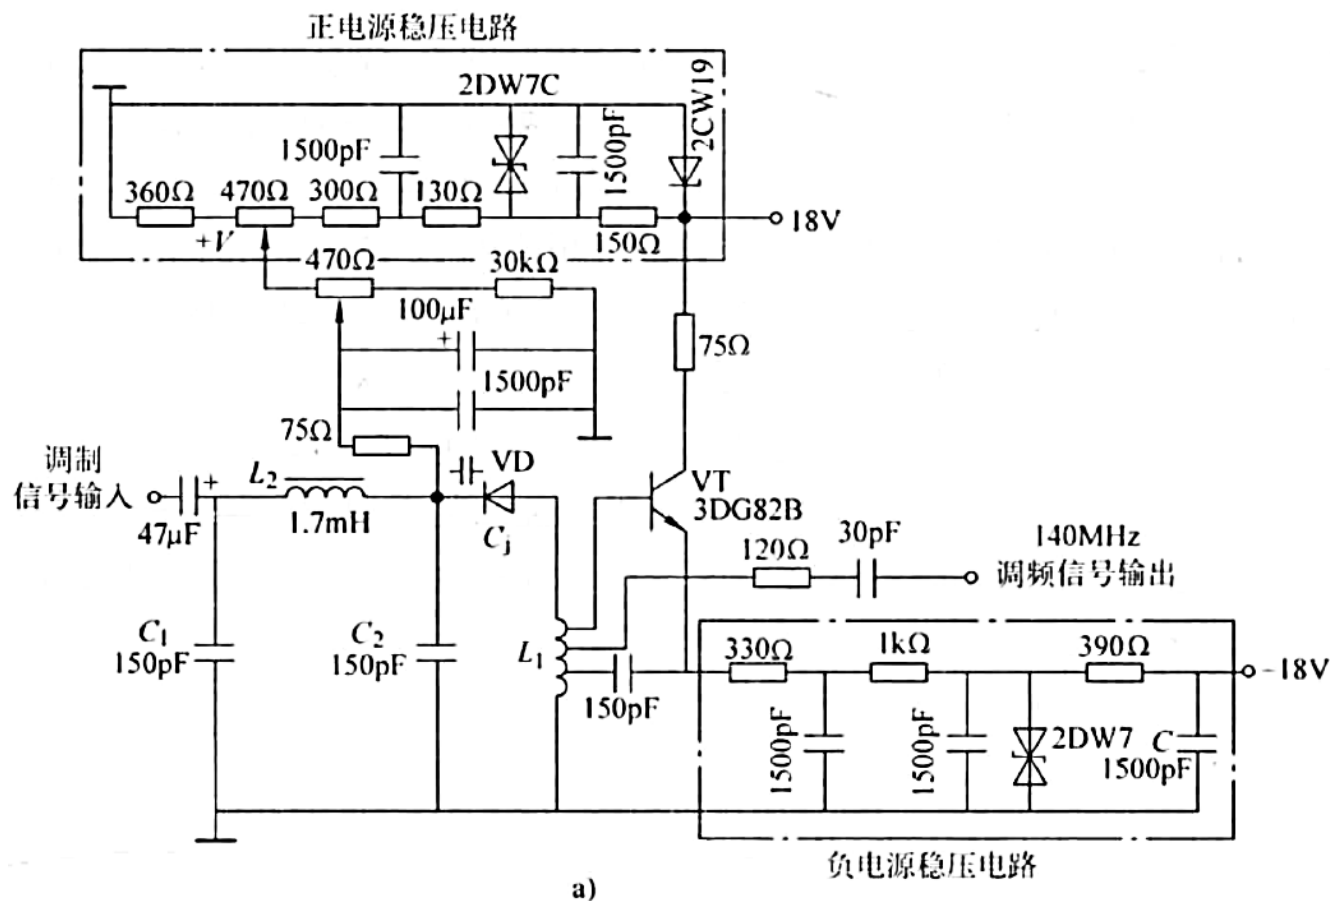 正电源稳压电路
2DW7C
2CW19
1500pF
1500pF
360Ω
470Ω
300Ω
130Ω
150Ω
18V
+V
470Ω
30kΩ
100μF
+
1500pF
75Ω
75Ω
调制
信号输入
47μF
+
L2
1.7mH
VD
Cj
VT
3DG82B
120Ω
30pF
140MHz
调频信号输出
C1
150pF
C2
150pF
L1
150pF
330Ω
1kΩ
390Ω
-18V
1500pF
1500pF
2DW7
C
1500pF
负电源稳压电路
a)